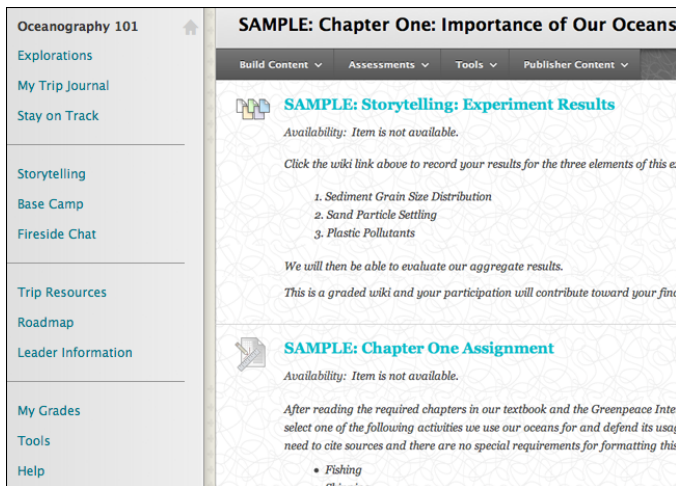 Oceanography 101
Explorations
My Trip Journal
Stay on Track
Storytelling
Base Camp
Fireside Chat
Trip Resources
Roadmap
Leader Information
My Grades
Tools
Help
SAMPLE: Chapter One: Importance of Our Oceans
Build Content
Assessments
Tools
Publisher Content
SAMPLE: Storytelling: Experiment Results
Availability: Item is not available.
Click the wiki link above to record your results for the three elements of this
1. Sediment Grain Size Distribution
2. Sand Particle Settling
3. Plastic Pollutants
We will then be able to evaluate our aggregate results.
This is a graded wiki and your participation will contribute toward your
SAMPLE: Chapter One Assignment
Availability: Item is not available.
After reading the required chapters in our textbook and the Greenpeace
select one of the following activities we use our oceans for and defend its
need to cite sources and there are no special requirements for formatting
• Fishing